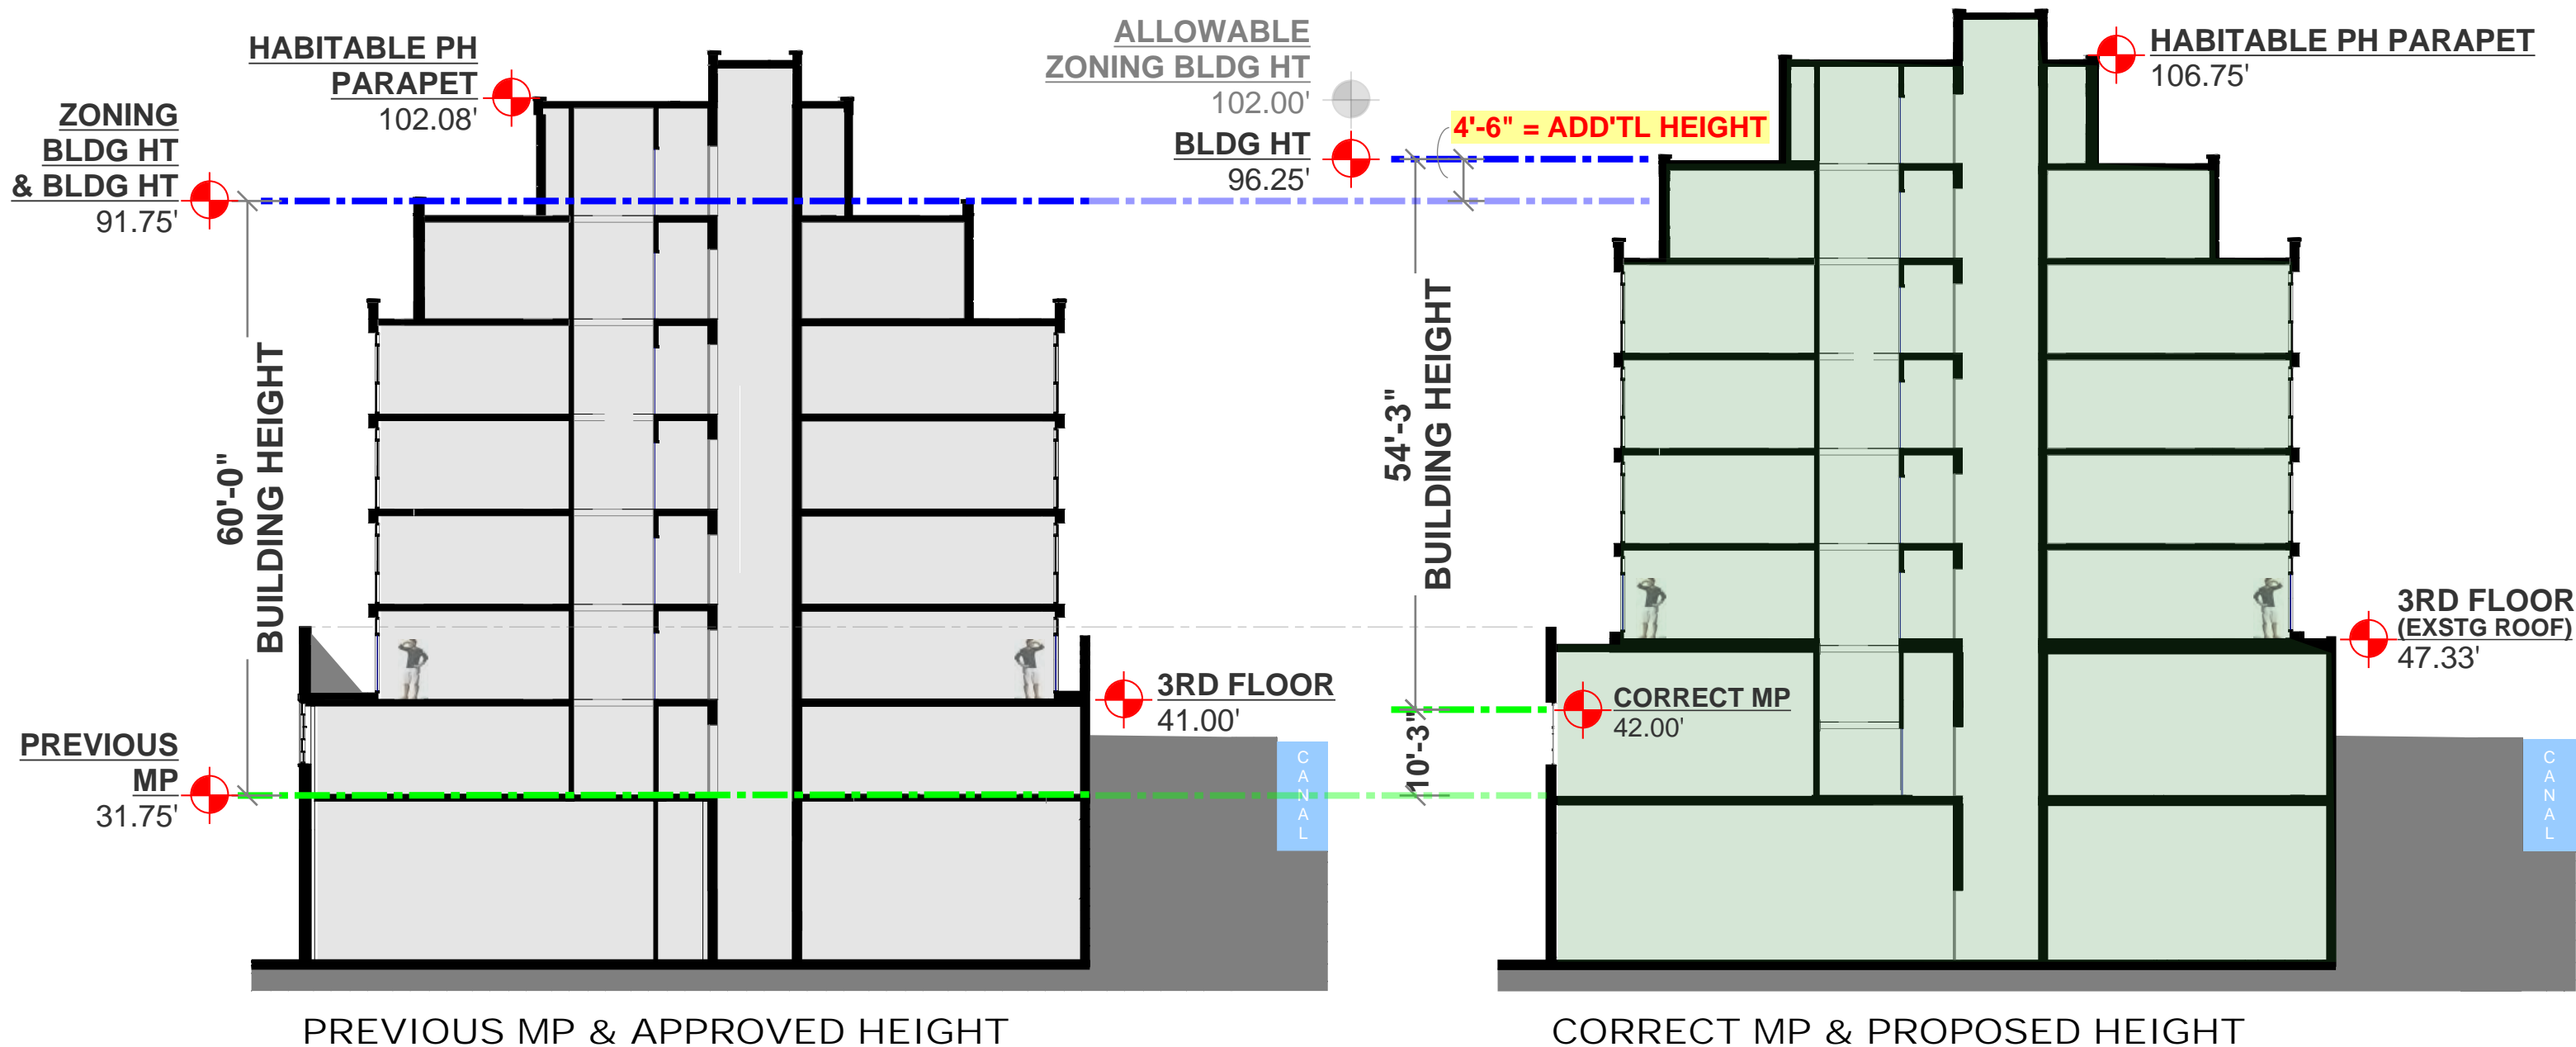 HABITABLE PH
PARAPET
102.08'
ZONING
BLDG HT
& BLDG HT
91.75'
60'-0"
BUILDING HEIGHT
PREVIOUS
MP
31.75'
3RD FLOOR
41.00'
CANAL
PREVIOUS MP & APPROVED HEIGHT
ALLOWABLE
ZONING BLDG HT
102.00'
4'-6" = ADD'TL HEIGHT
BLDG HT
96.25'
54'-3"
BUILDING HEIGHT
10'-3"
HABITABLE PH PARAPET
106.75'
3RD FLOOR
(EXSTG ROOF)
47.33'
CORRECT MP
42.00'
CANAL
CORRECT MP & PROPOSED HEIGHT